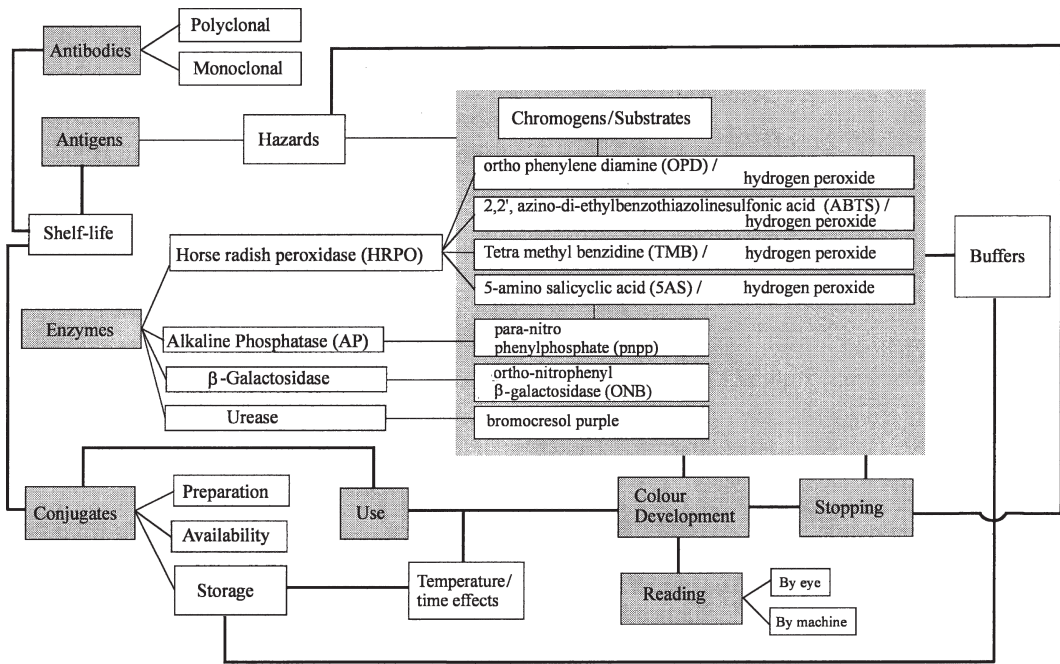 Polyclonal
Antibodies
Monoclonal
Antigens
Hazards
Shelf-life
Chromogens/Substrates
ortho phenylene diamine (OPD) / hydrogen peroxide
2,2', azino-di-ethylbenzothiazolinesulfonic acid (ABTS) /
hydrogen peroxide
Horse radish peroxidase (HRPO)
Tetra methyl benzidine (TMB) / hydrogen peroxide
5-amino salicyclic acid (5AS) / hydrogen peroxide
Buffers
Enzymes
Alkaline Phosphatase (AP)
para-nitro
phenylphosphate (pnpp)
β-Galactosidase
ortho-nitrophenyl
β-galactosidase (ONB)
Urease
bromocresol purple
Conjugates
Preparation
Availability
Storage
Use
Temperature/
time effects
Colour
Development
Stopping
Reading
By eye
By machine